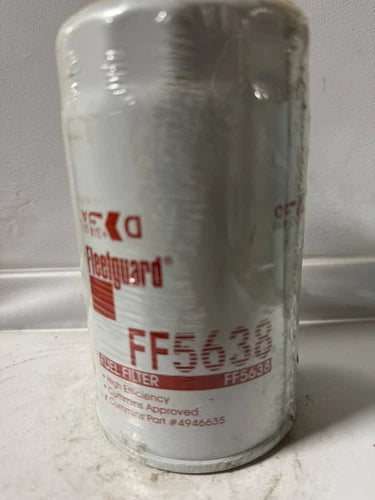 Fleetguard®
FF5638
FUEL FILTER FF5638
• High Efficiency
• Cummins Approved
• Cummins Part #4946635